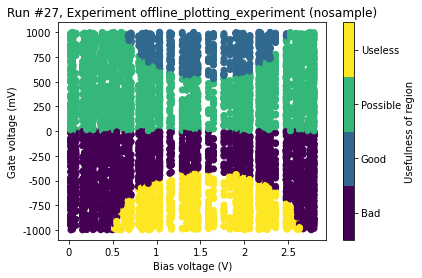 Run #27, Experiment offline_plotting_experiment (nosample)
1000
750
500
250
0
-250
-500
-750
-1000
Gate voltage (mV)
0
0.5
1
1.5
2
2.5
Bias voltage (V)
Useless
Possible
Good
Bad
Usefulness of region